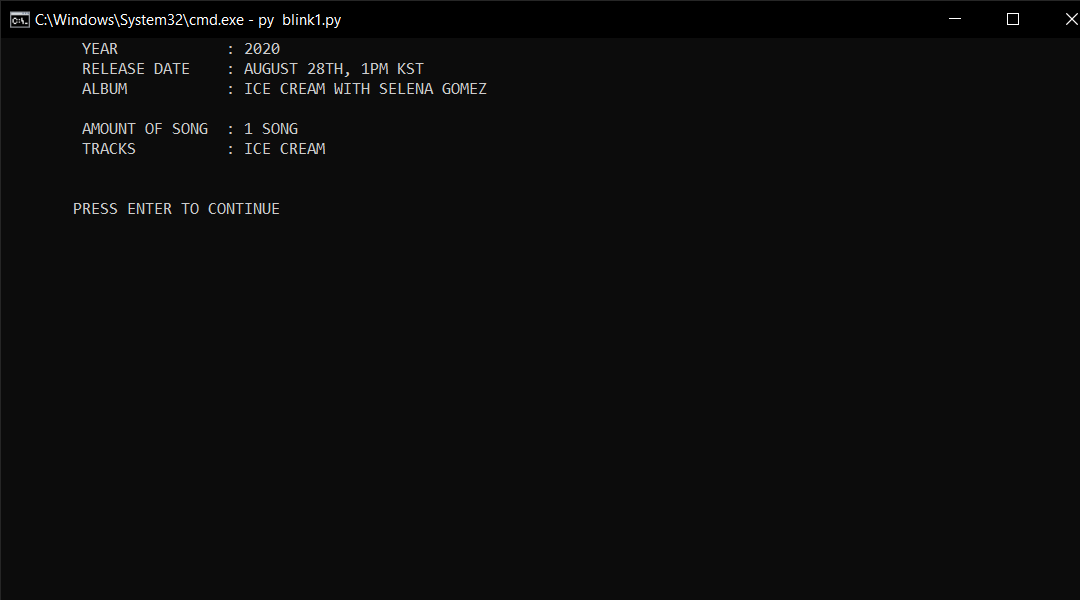 C:\Windows\System32\cmd.exe - py  blink1.py
YEAR            : 2020
RELEASE DATE    : AUGUST 28TH, 1PM KST
ALBUM           : ICE CREAM WITH SELENA GOMEZ
AMOUNT OF SONG  : 1 SONG
TRACKS          : ICE CREAM
PRESS ENTER TO CONTINUE